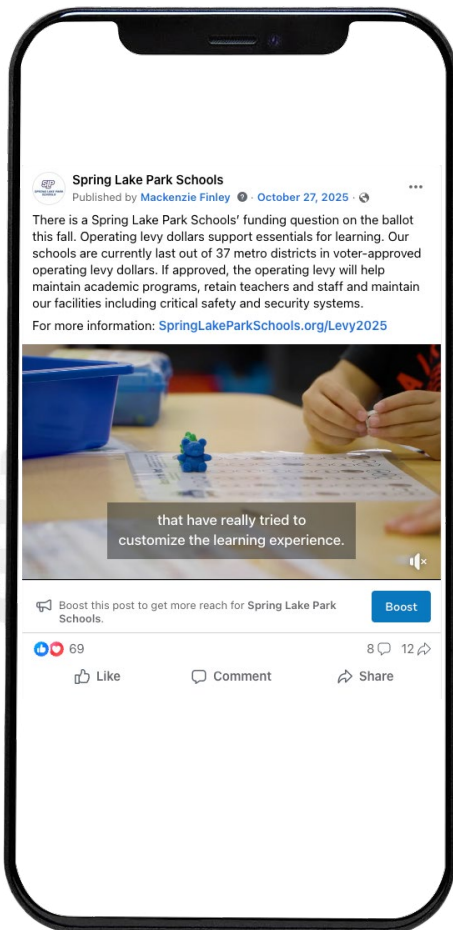 Spring Lake Park Schools
Published by Mackenzie Finley · October 27, 2025 ·
There is a Spring Lake Park Schools' funding question on the ballot
this fall. Operating levy dollars support essentials for learning. Our
schools are currently last out of 37 metro districts in voter-approved
operating levy dollars. If approved, the operating levy will help
maintain academic programs, retain teachers and staff and maintain
our facilities including critical safety and security systems.
For more information: SpringLakeParkSchools.org/Levy2025
that have really tried to
customize the learning experience.
Boost this post to get more reach for Spring Lake Park
Schools.
Boost
69
8 12
Like Comment Share